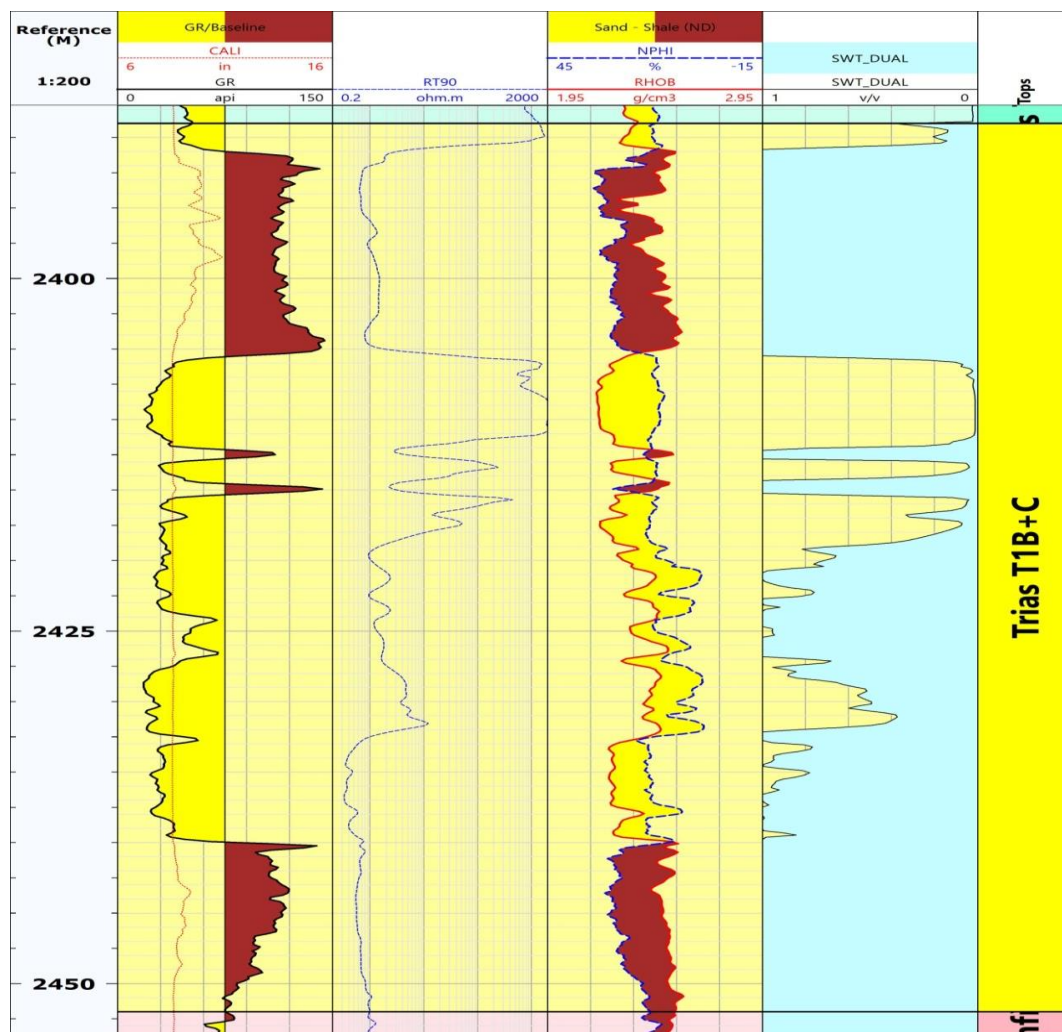 Reference
(M)
1:200
GR/Baseline
CALI
6 in 16
GR
0 api 150
RT90
0.2 ohm.m 2000
Sand - Shale (ND)
NPHI
45 % -15
RHOB
1.95 g/cm3 2.95
SWT_DUAL
SWT_DUAL
1 v/v 0
Tops
s
2400
2425
2450
Trias T1B+C
nfi